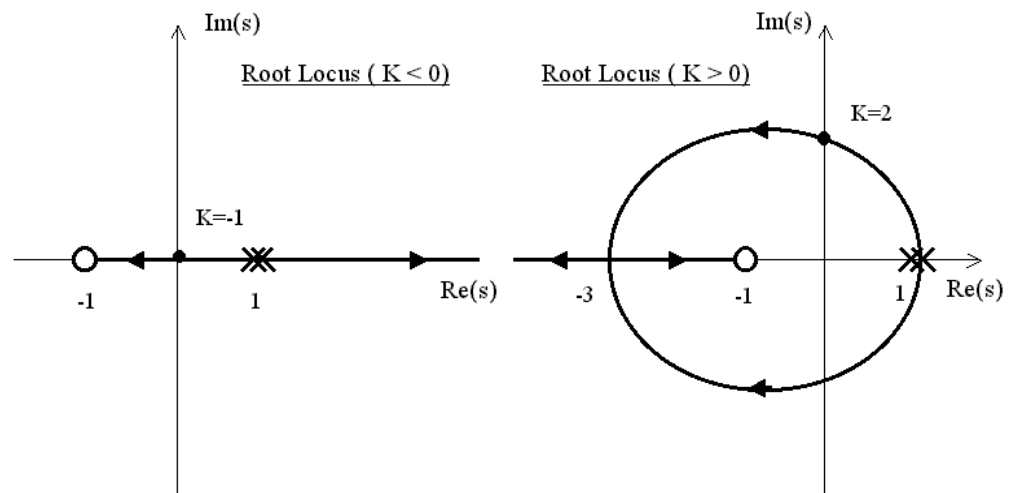 Im(s)
Root Locus ( K < 0)
K=-1
-1
1
Re(s)
Im(s)
Root Locus ( K > 0)
K=2
-3
-1
1
Re(s)